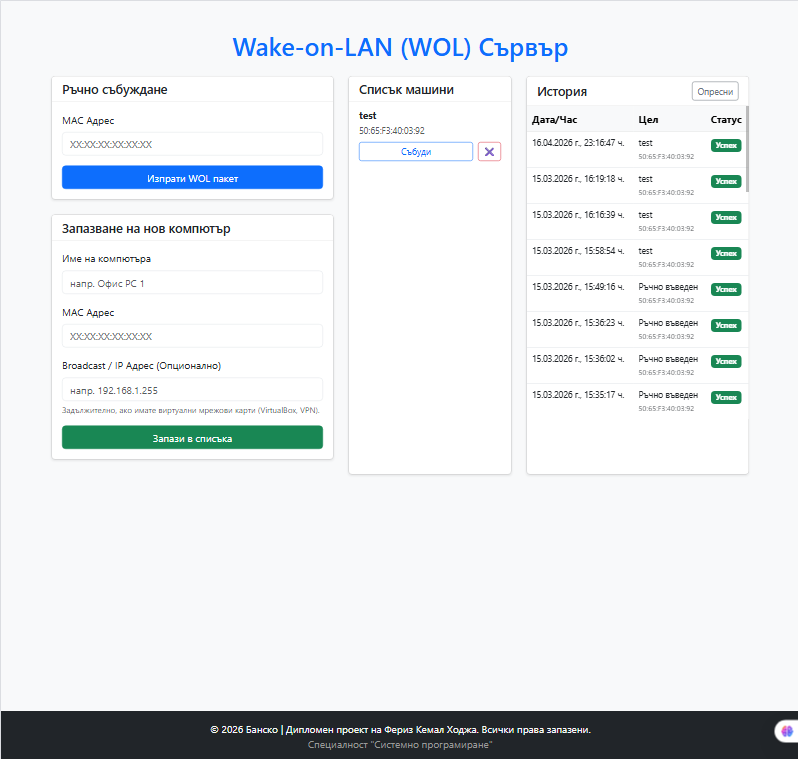 Wake-on-LAN (WOL) Сървър
Ръчно събуждане
MAC Адрес
XX:XX:XX:XX:XX:XX
Изпрати WOL пакет
Запазване на нов компютър
Име на компютъра
напр. Офис PC 1
MAC Адрес
XX:XX:XX:XX:XX:XX
Broadcast / IP Адрес (Опционално)
напр. 192.168.1.255
Задължително, ако имате виртуални мрежови карти (VirtualBox, VPN).
Запази в списъка
Списък машини
test
50:65:F3:40:03:92
Събуди
История
Опресни
Дата/Час Цел Статус
16.04.2026 г., 23:16:47 ч. test Успех
50:65:F3:40:03:92
15.03.2026 г., 16:19:18 ч. test Успех
50:65:F3:40:03:92
15.03.2026 г., 16:16:39 ч. test Успех
50:65:F3:40:03:92
15.03.2026 г., 15:58:54 ч. test Успех
50:65:F3:40:03:92
15.03.2026 г., 15:49:16 ч. Ръчно въведен Успех
50:65:F3:40:03:92
15.03.2026 г., 15:36:23 ч. Ръчно въведен Успех
50:65:F3:40:03:92
15.03.2026 г., 15:36:02 ч. Ръчно въведен Успех
50:65:F3:40:03:92
15.03.2026 г., 15:35:17 ч. Ръчно въведен Успех
50:65:F3:40:03:92
© 2026 Банско | Дипломен проект на Фериз Кемал Ходжа. Всички права запазени.
Специалност "Системно програмиране"